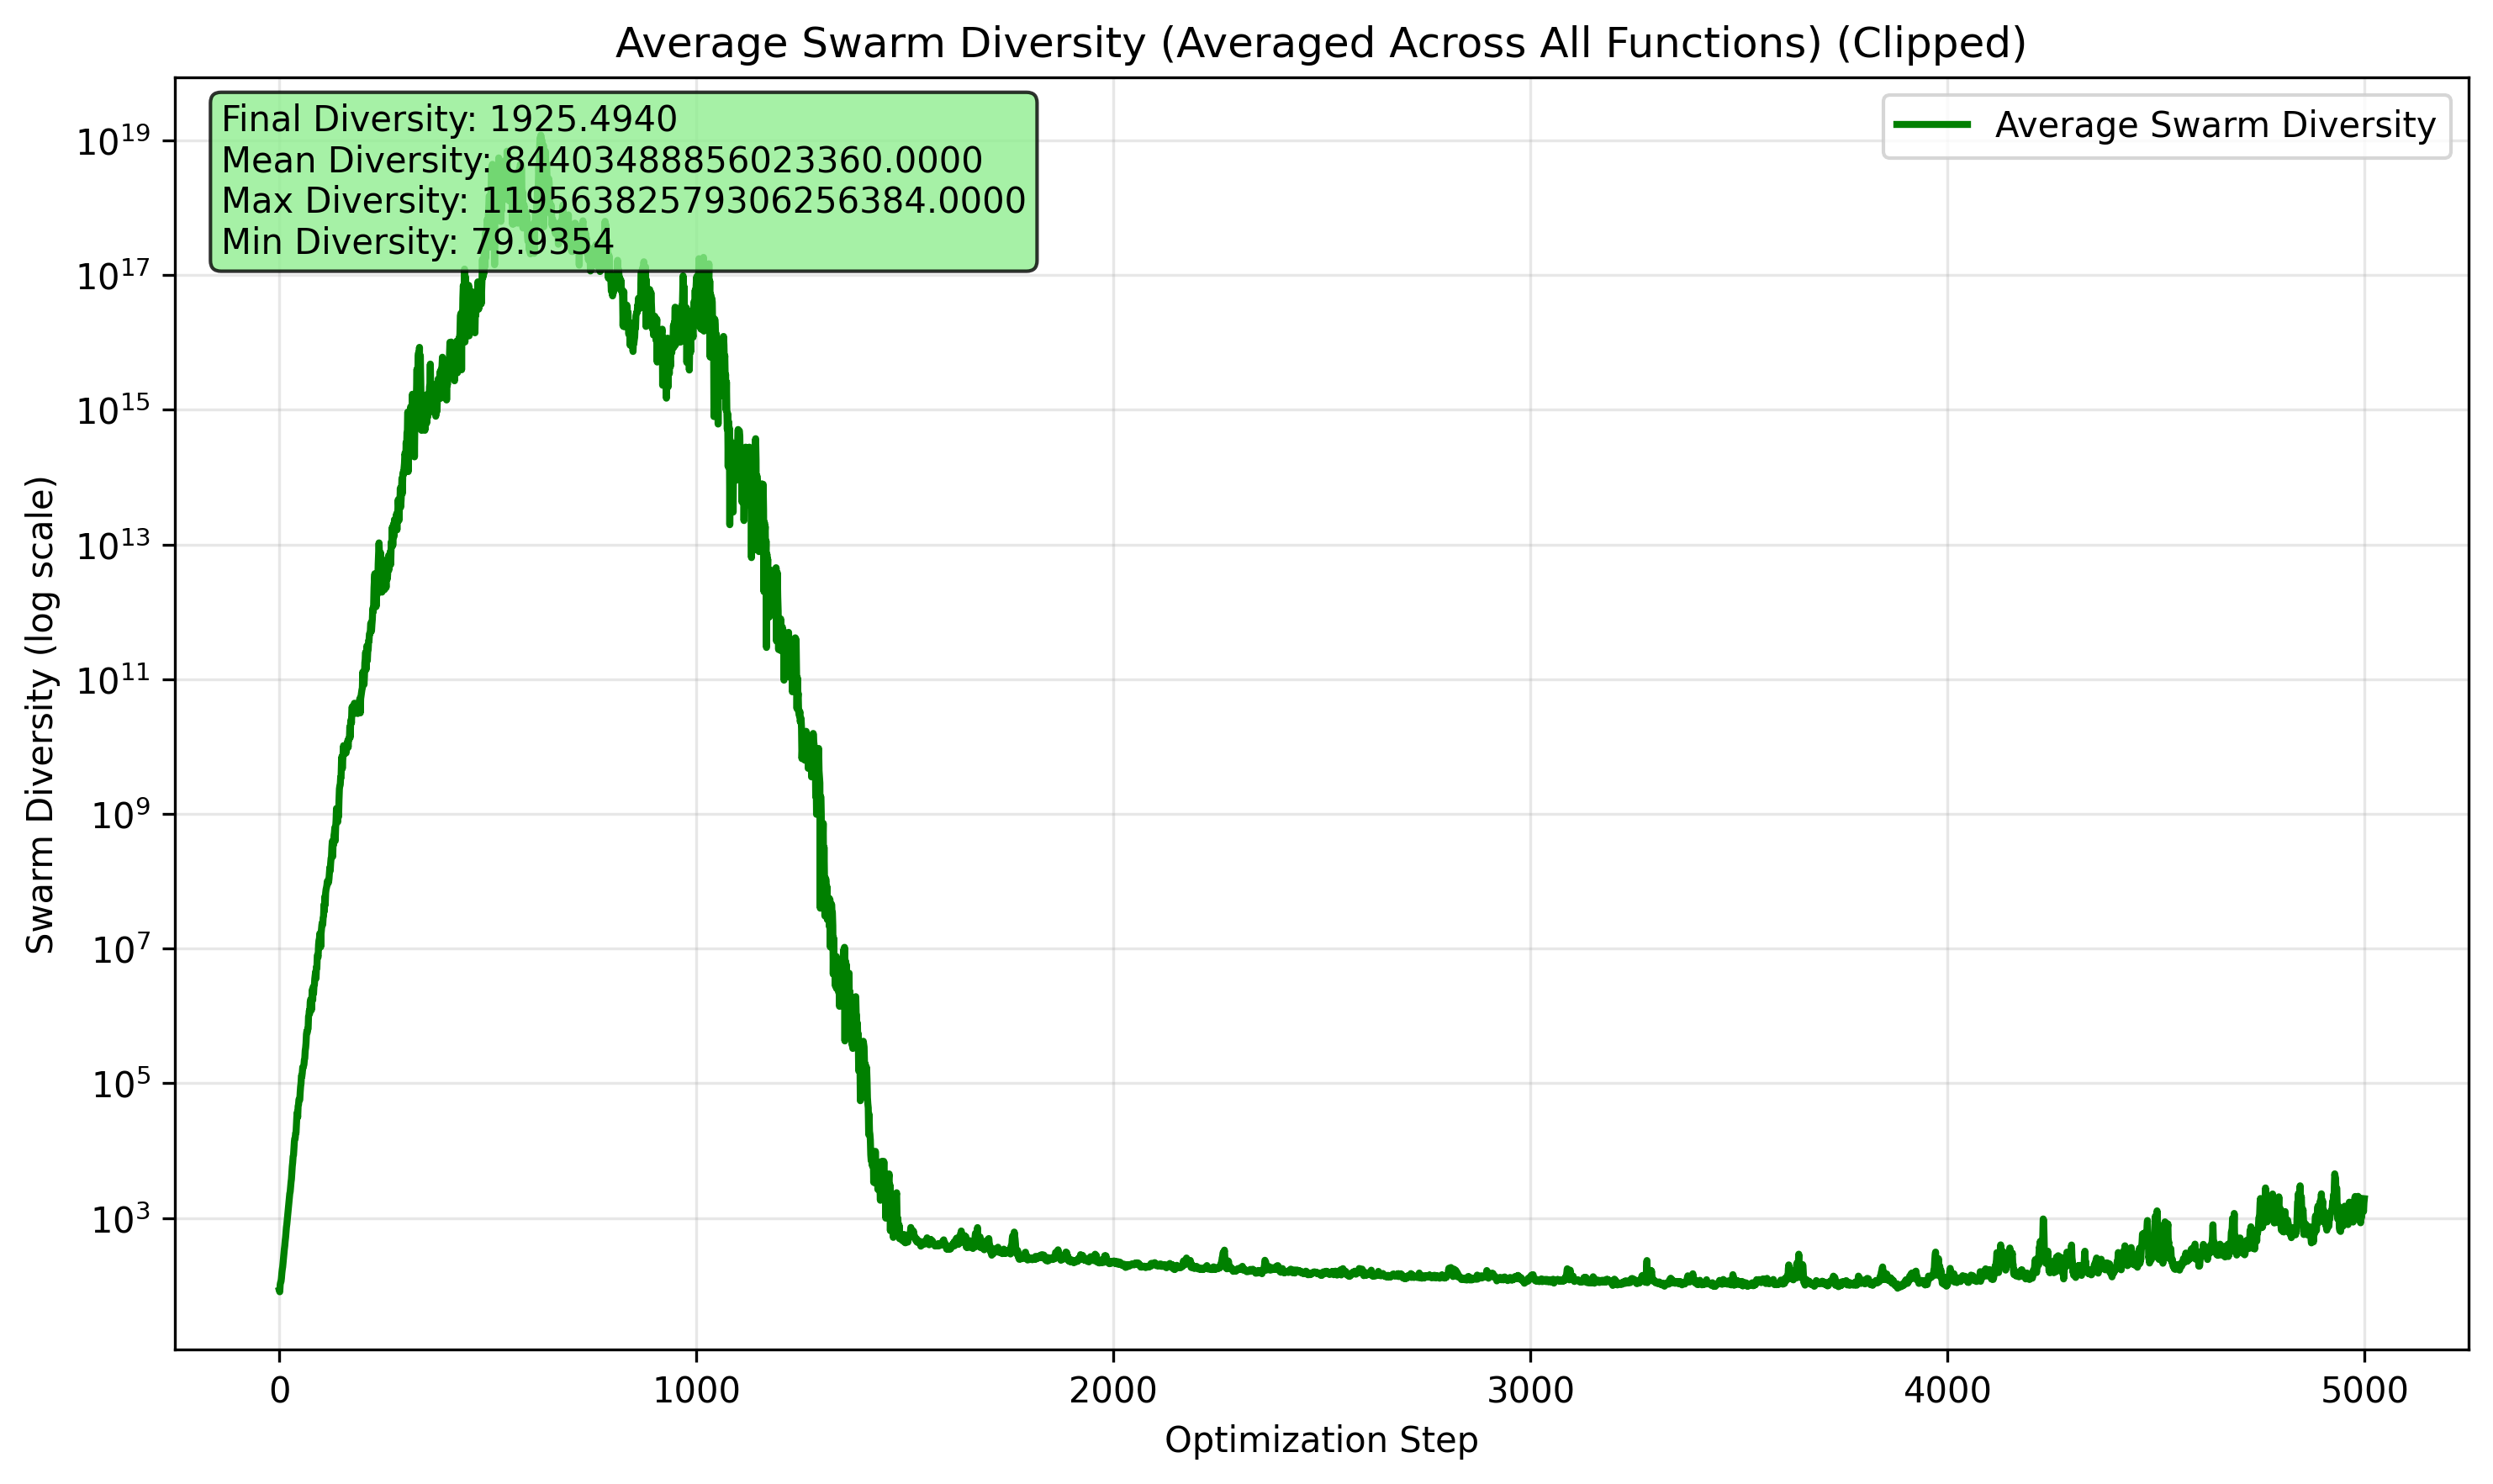 Average Swarm Diversity (Averaged Across All Functions) (Clipped)
Final Diversity: 1925.4940
Mean Diversity: 84403488856023360.0000
Max Diversity: 11956382579306256384.0000
Min Diversity: 79.9354
Average Swarm Diversity
Swarm Diversity (log scale)
10^19
10^17
10^15
10^13
10^11
10^9
10^7
10^5
10^3
0 1000 2000 3000 4000 5000
Optimization Step